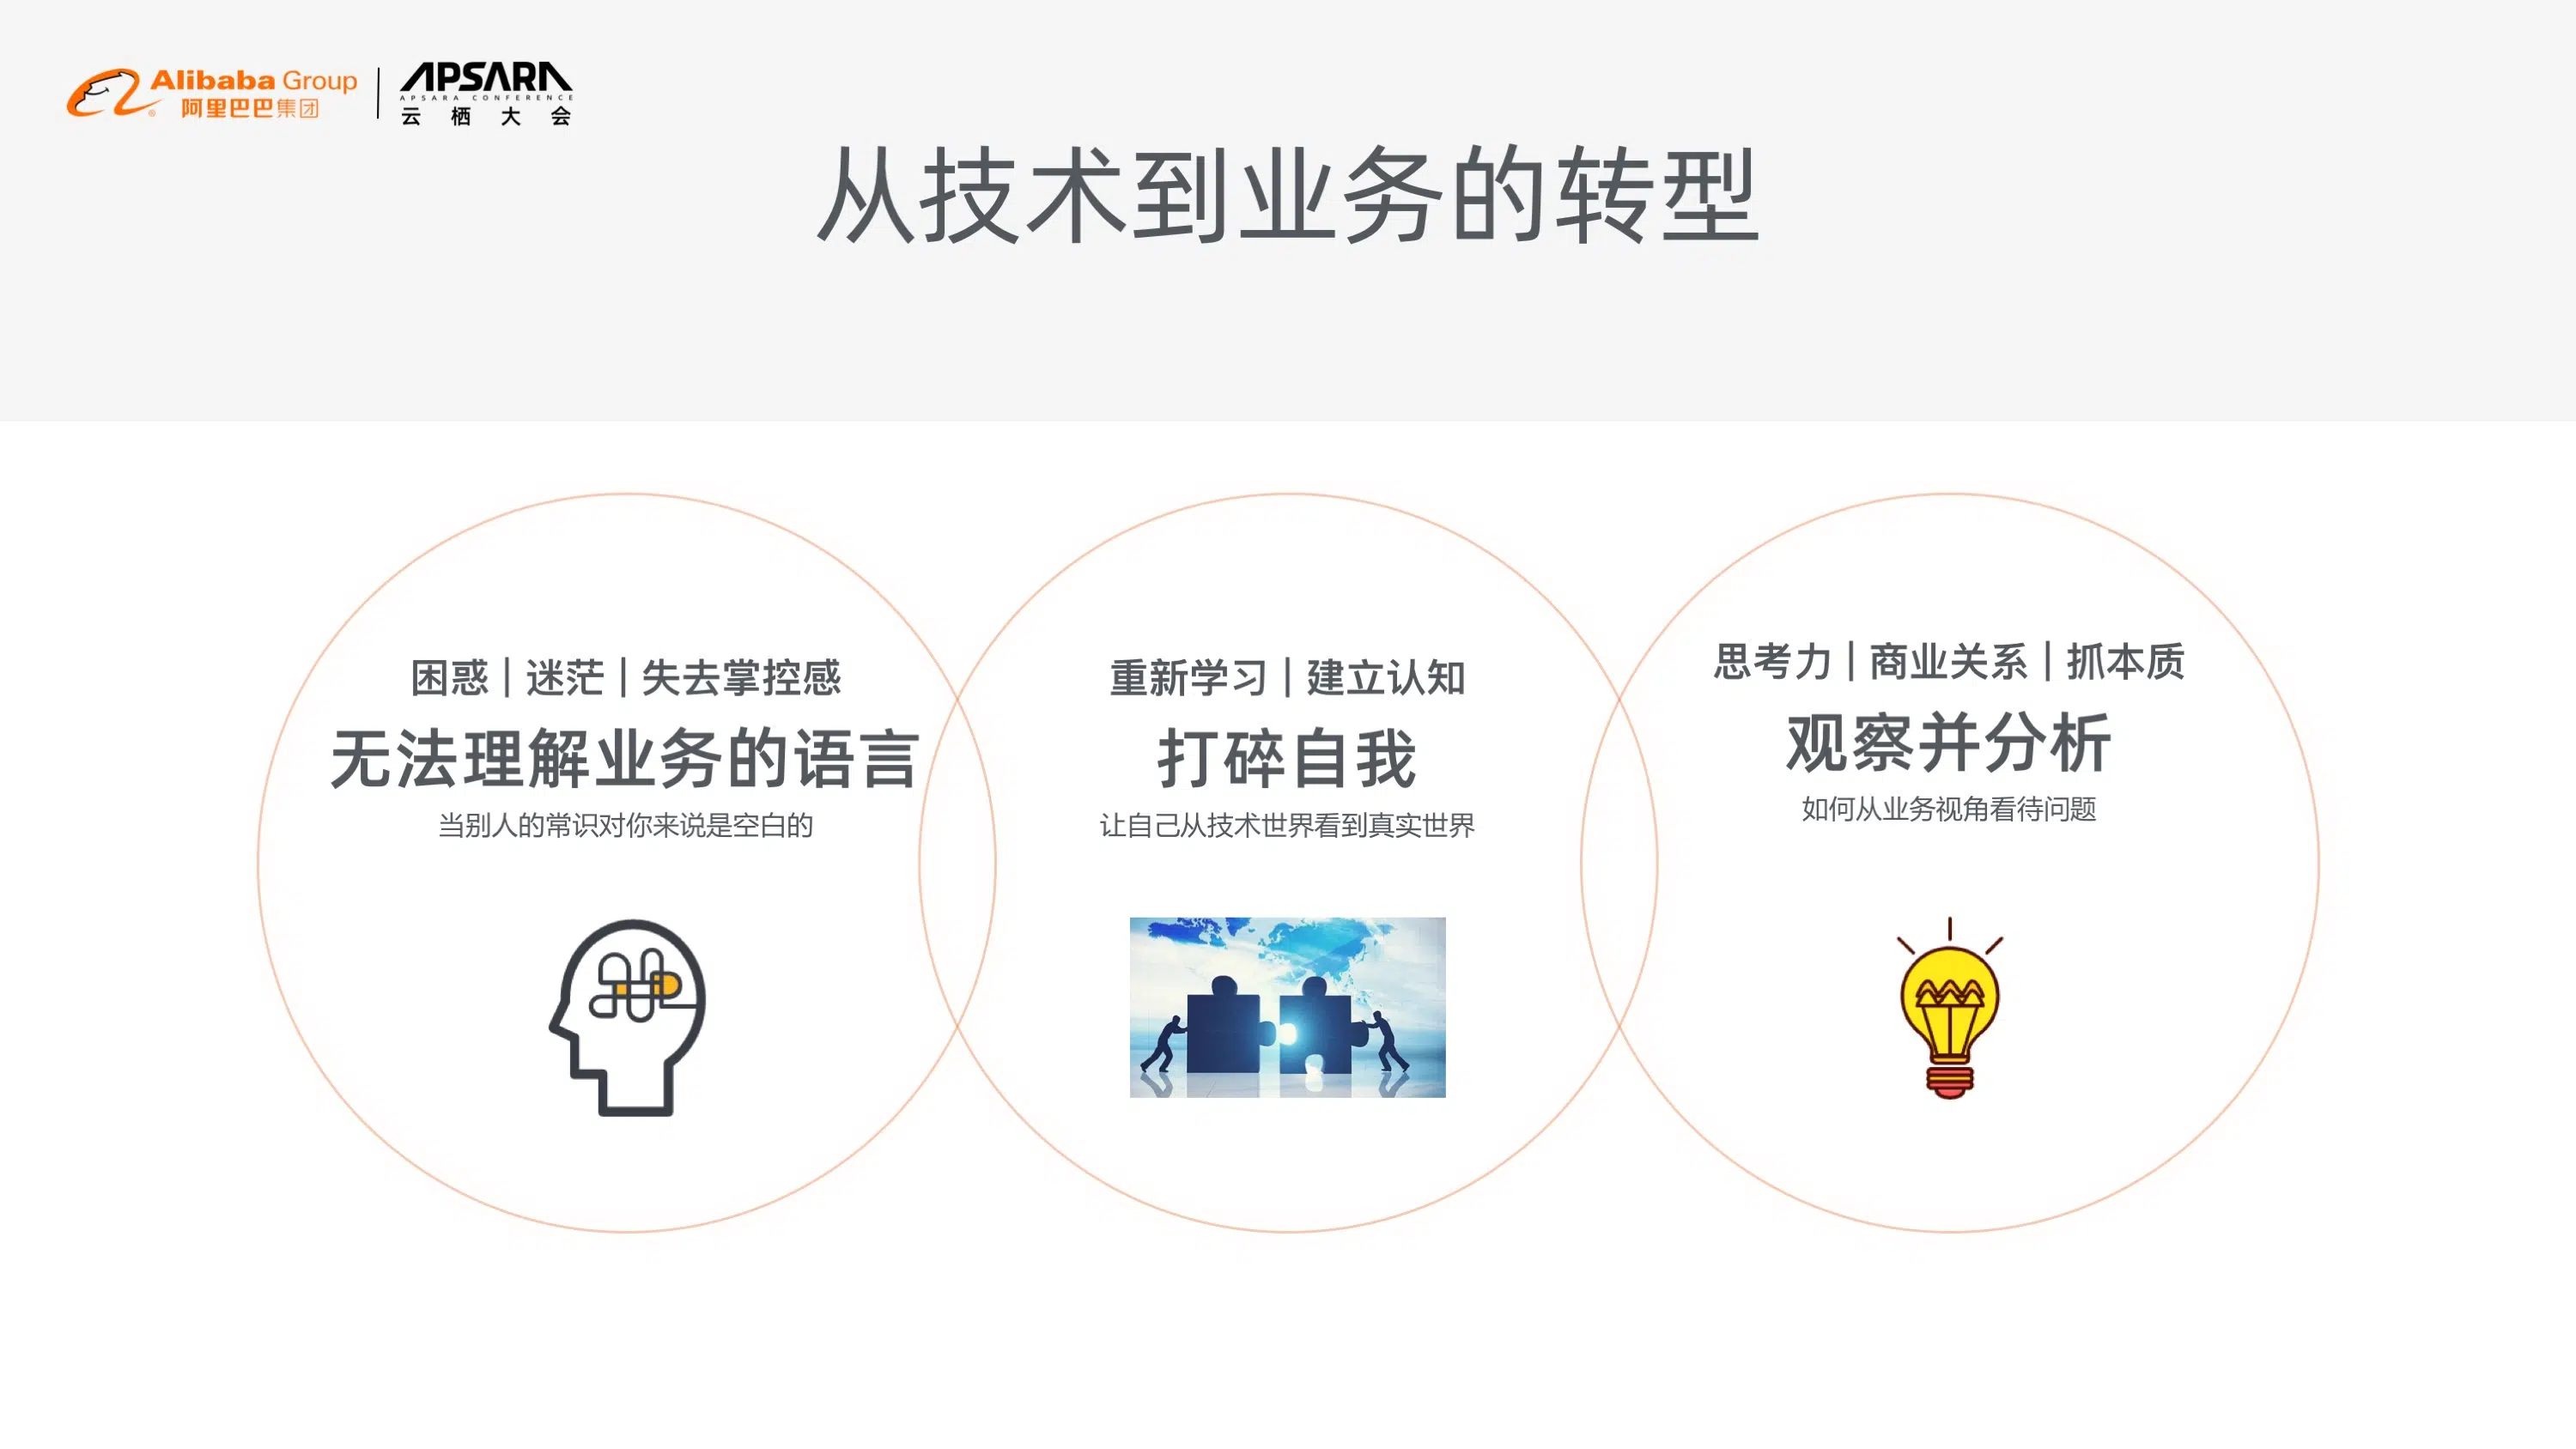 Alibaba Group
阿里巴巴集团
APSARA
APSARA CONFERENCE
云栖大会
从技术到业务的转型
困惑 | 迷茫 | 失去掌控感
无法理解业务的语言
当别人的常识对你来说是空白的
重新学习 | 建立认知
打碎自我
让自己从技术世界看到真实世界
思考力 | 商业关系 | 抓本质
观察并分析
如何从业务视角看待问题